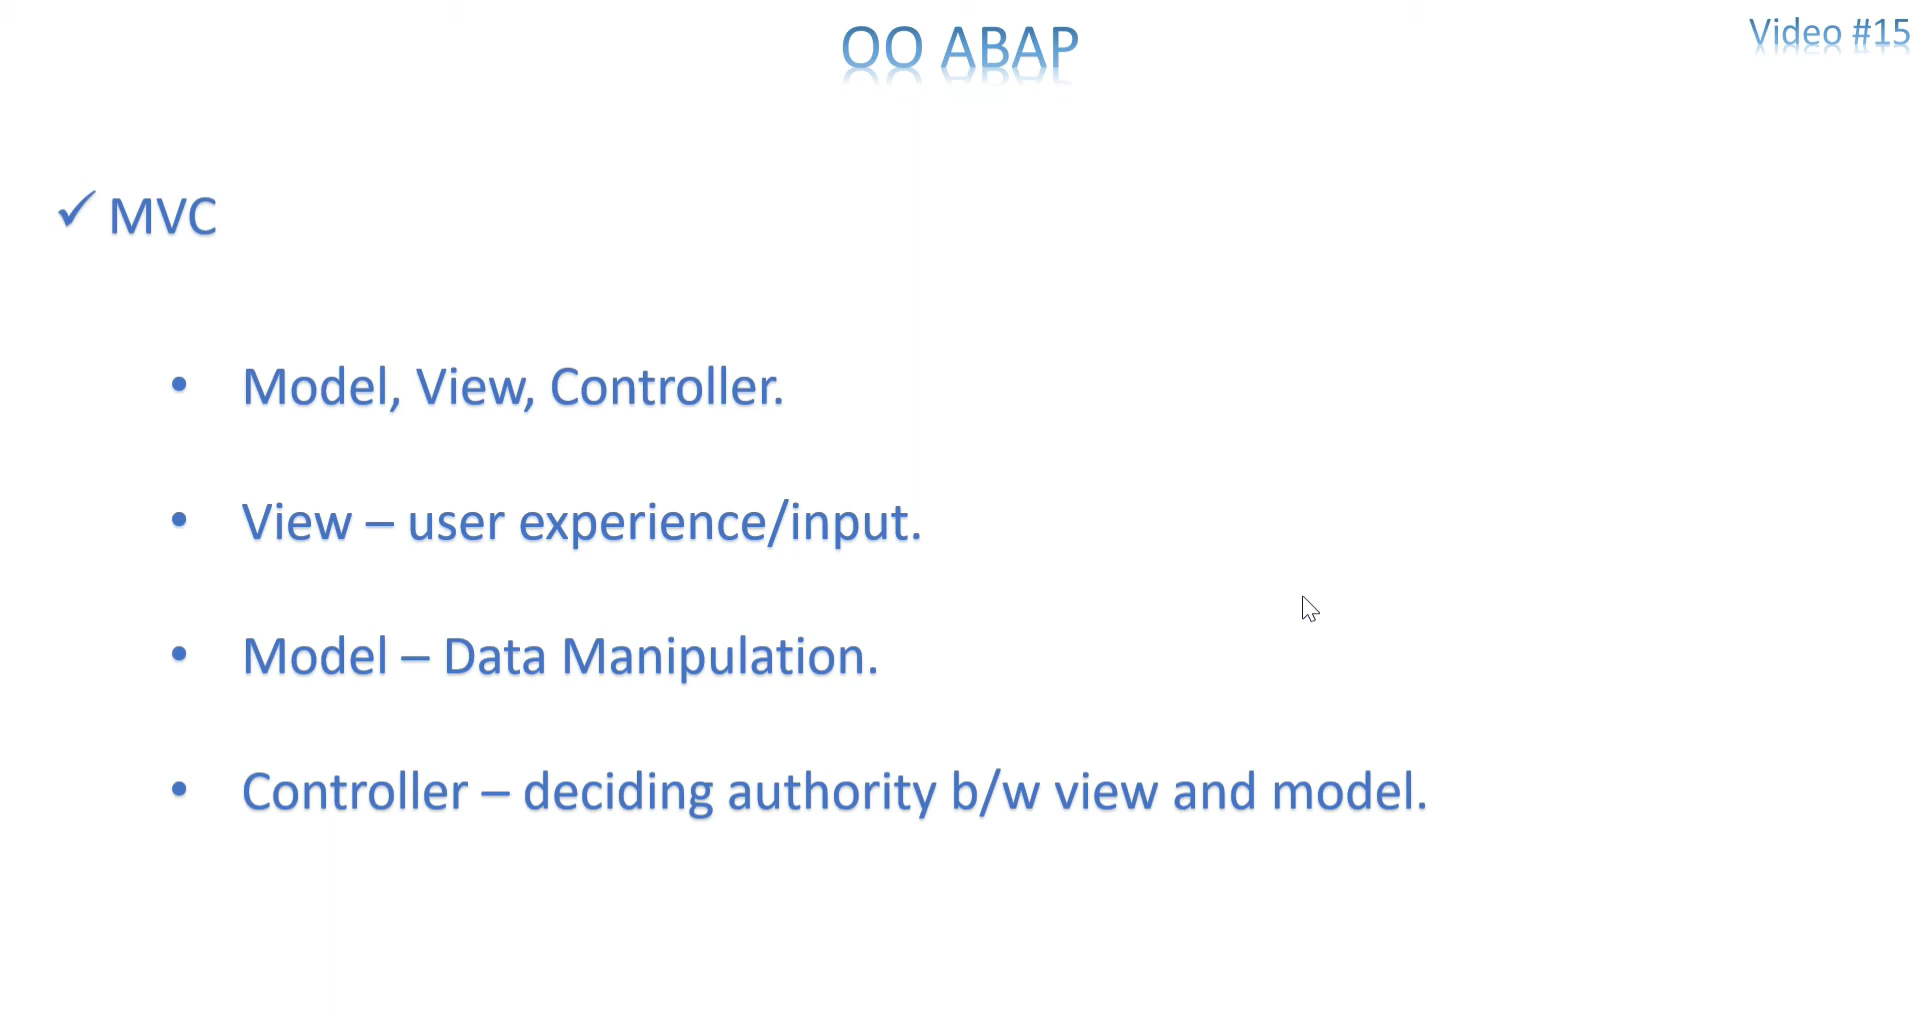 OO ABAP
Video #15
✓ MVC
• Model, View, Controller.
• View – user experience/input.
• Model – Data Manipulation.
• Controller – deciding authority b/w view and model.